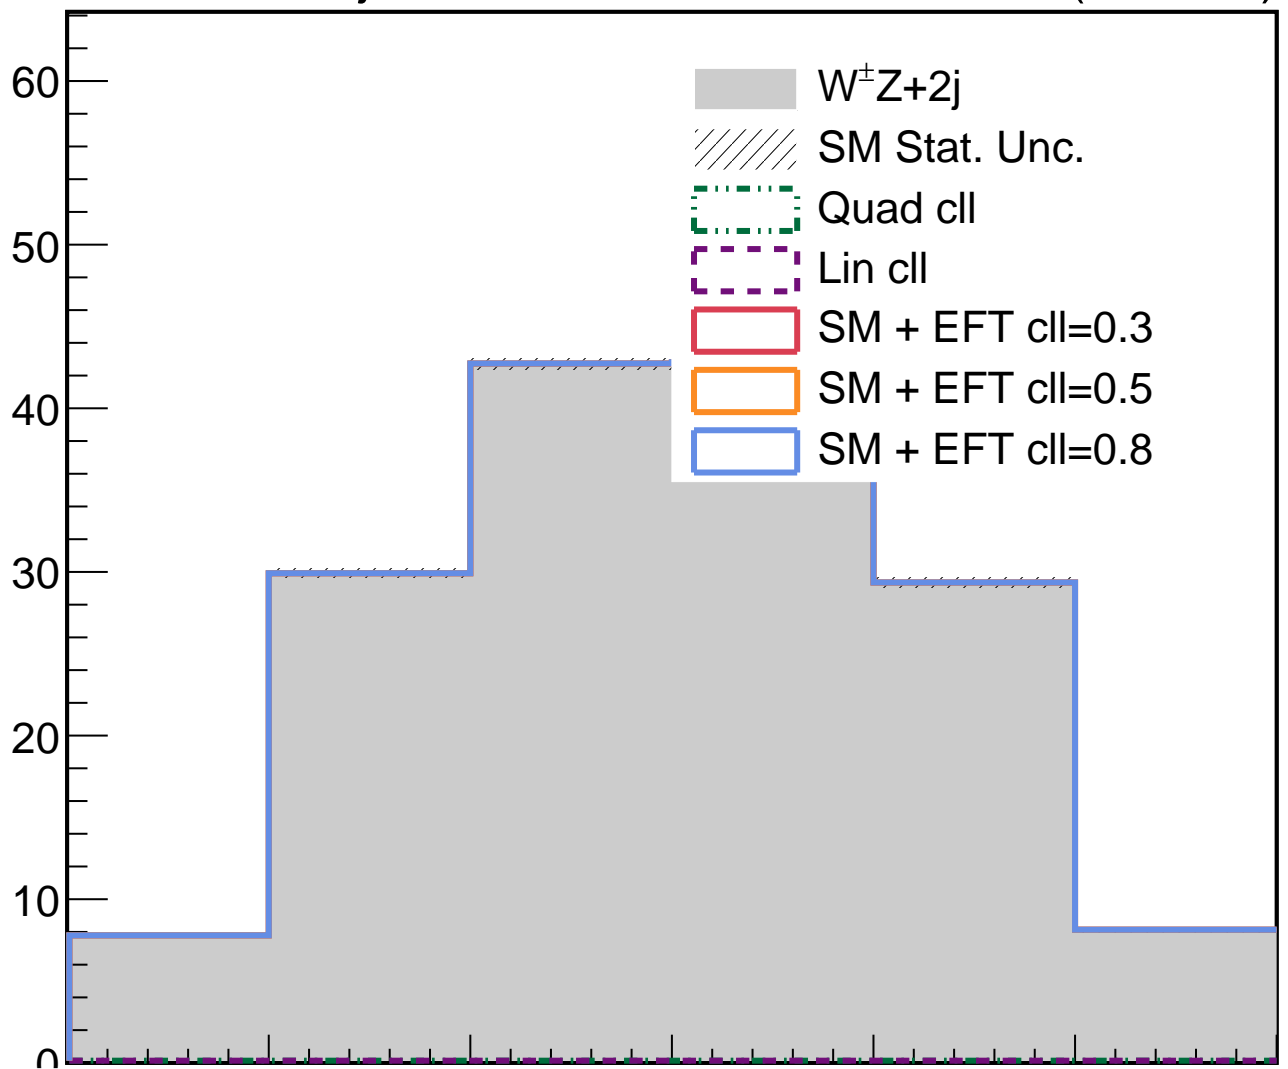 60
50
40
30
20
10
0
W±Z+2j
SM Stat. Unc.
Quad cll
Lin cll
SM + EFT cll=0.3
SM + EFT cll=0.5
SM + EFT cll=0.8